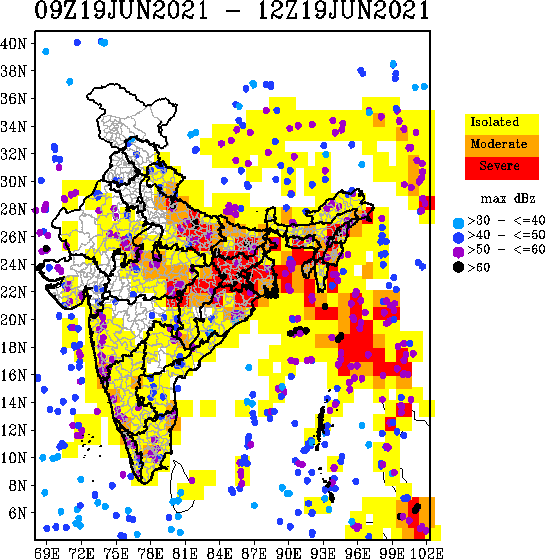 09Z19JUN2021 - 12Z19JUN2021
40N
38N
36N
34N
32N
30N
28N
26N
24N
22N
20N
18N
16N
14N
12N
10N
8N
6N
69E 72E 75E 78E 81E 84E 87E 90E 93E 96E 99E 102E
Isolated
Moderate
Severe
max dBz
>30 - <=40
>40 - <=50
>50 - <=60
>60